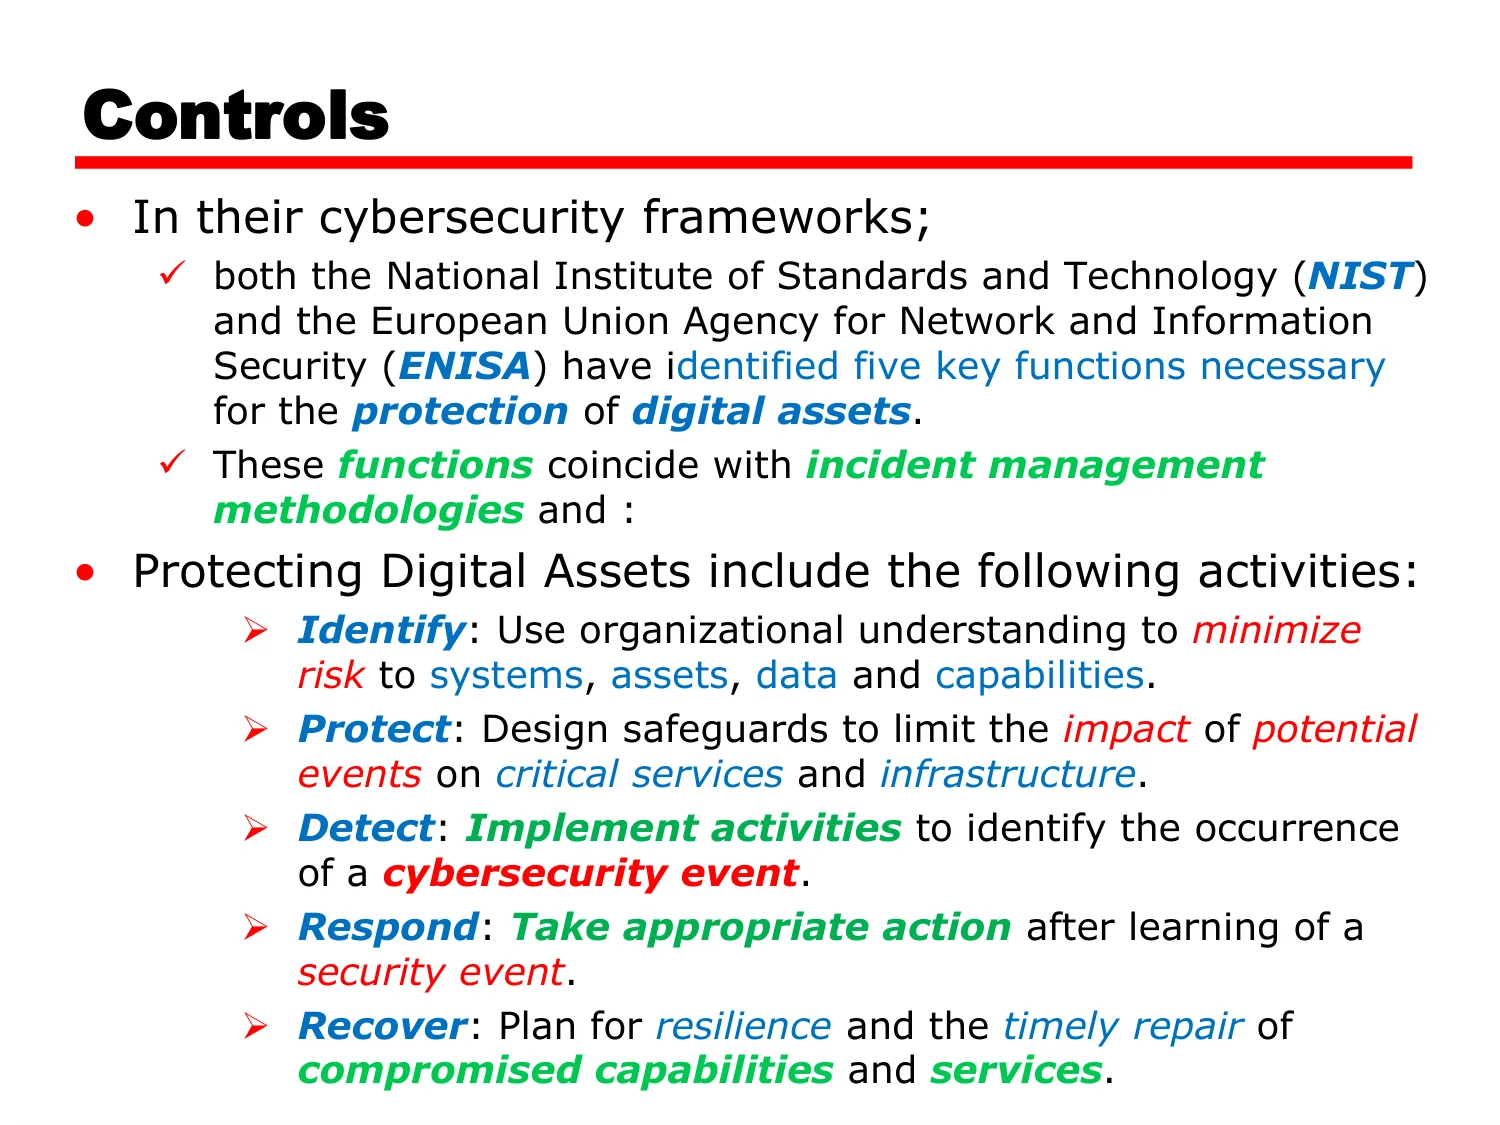 Controls
• In their cybersecurity frameworks;
✓ both the National Institute of Standards and Technology (NIST)
and the European Union Agency for Network and Information
Security (ENISA) have identified five key functions necessary
for the protection of digital assets.
✓ These functions coincide with incident management
methodologies and :
• Protecting Digital Assets include the following activities:
➢ Identify: Use organizational understanding to minimize
risk to systems, assets, data and capabilities.
➢ Protect: Design safeguards to limit the impact of potential
events on critical services and infrastructure.
➢ Detect: Implement activities to identify the occurrence
of a cybersecurity event.
➢ Respond: Take appropriate action after learning of a
security event.
➢ Recover: Plan for resilience and the timely repair of
compromised capabilities and services.